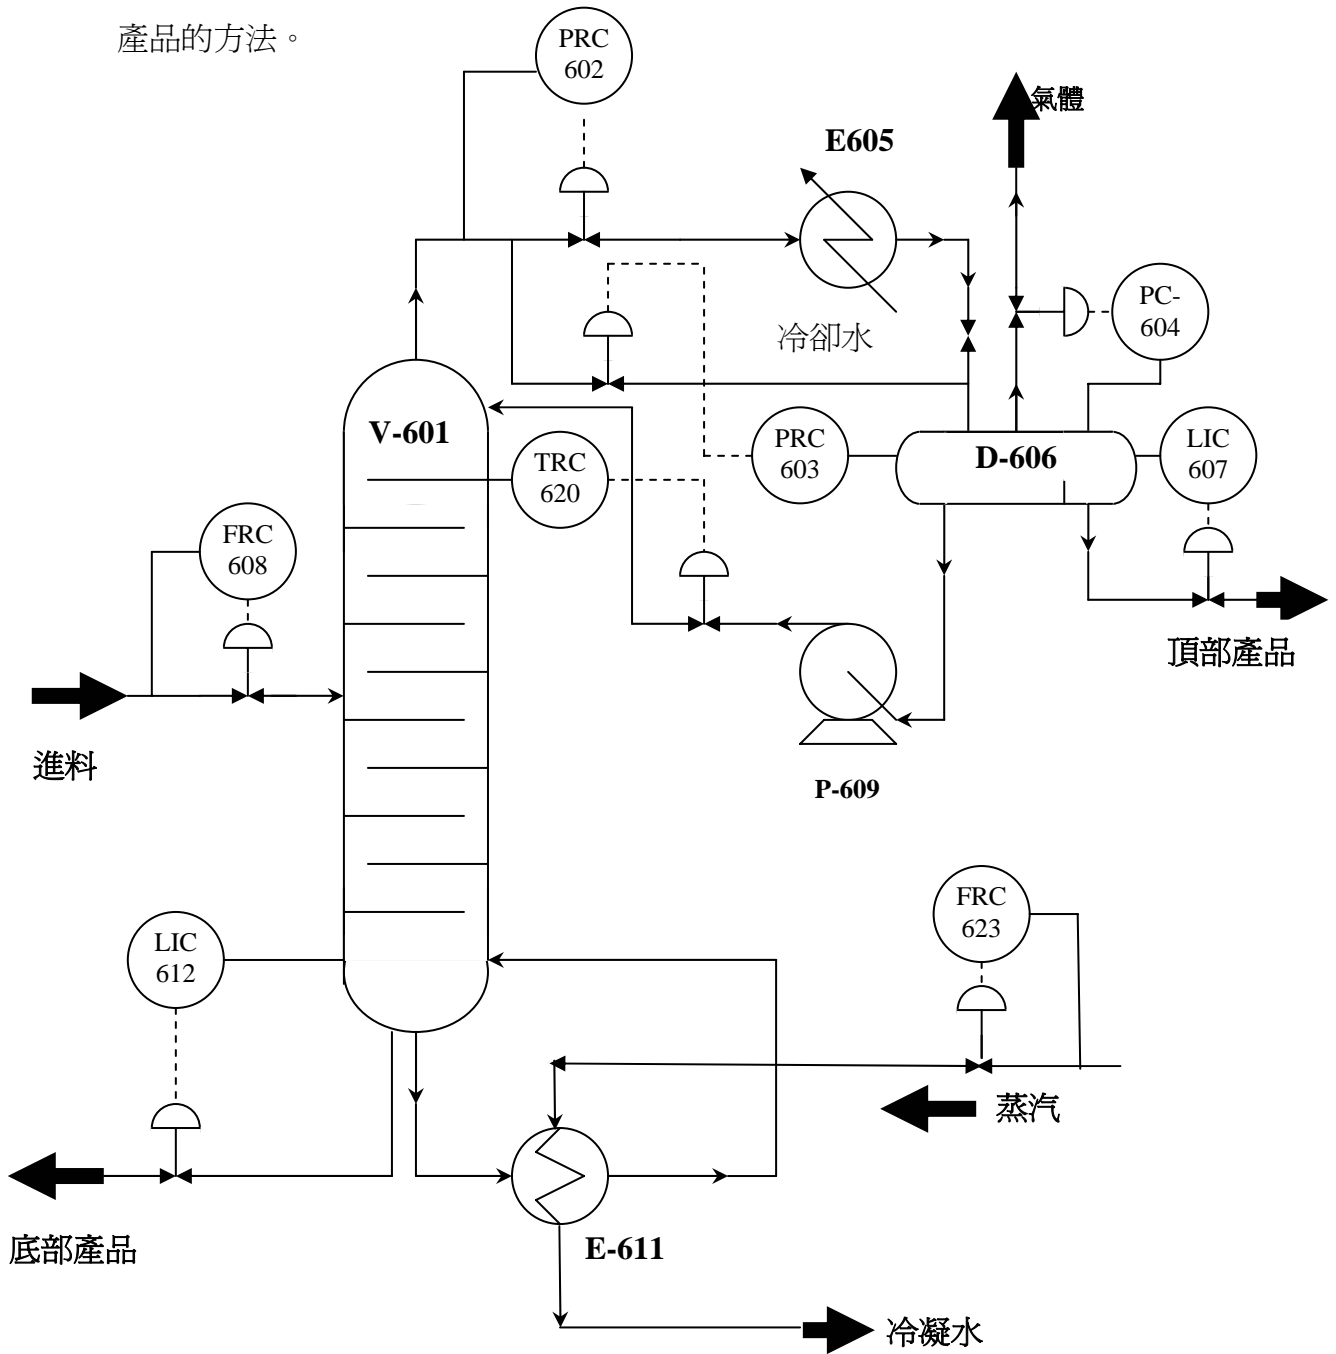 產品的方法。
PRC
602
氣體
E605
PC-
604
冷卻水
V-601
TRC
620
PRC
603
D-606
LIC
607
FRC
608
頂部產品
進料
P-609
FRC
623
LIC
612
蒸汽
底部產品
E-611
冷凝水